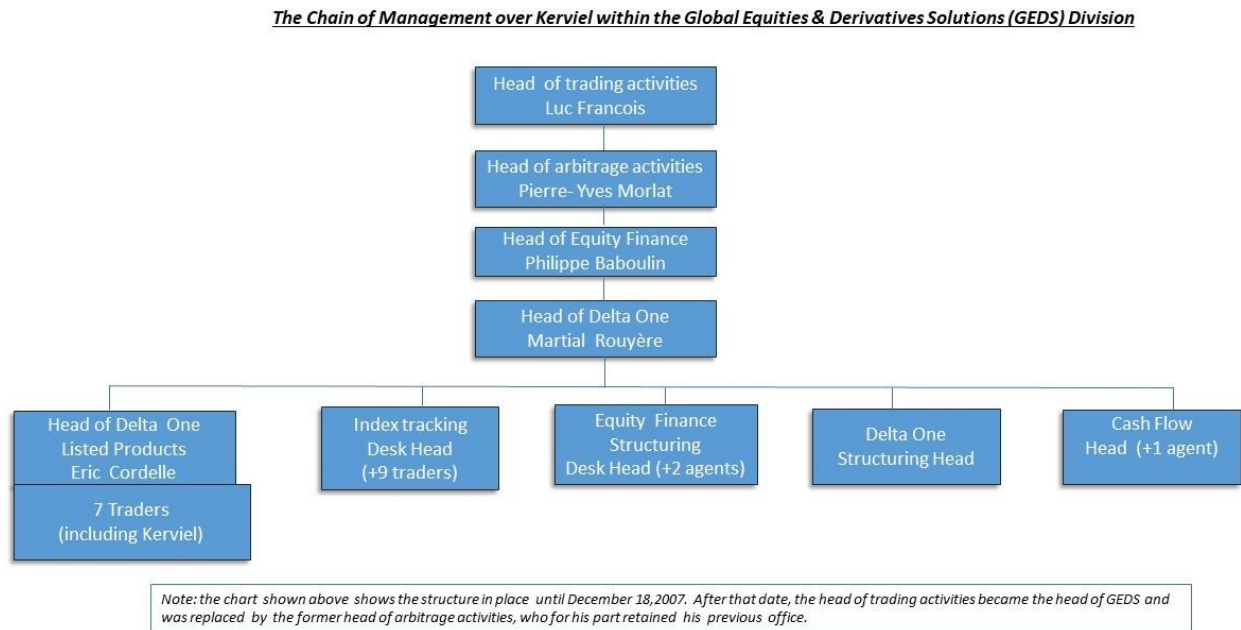 The Chain of Management over Kerviel within the Global Equities & Derivatives Solutions (GEDS) Division
Head of trading activities
Luc Francois
Head of arbitrage activities
Pierre- Yves Morlat
Head of Equity Finance
Philippe Baboulin
Head of Delta One
Martial Rouyère
Head of Delta One
Listed Products
Eric Cordelle
7 Traders
(including Kerviel)
Index tracking
Desk Head
(+9 traders)
Equity Finance
Structuring
Desk Head (+2 agents)
Delta One
Structuring Head
Cash Flow
Head (+1 agent)
Note: the chart shown above shows the structure in place until December 18,2007. After that date, the head of trading activities became the head of GEDS and
was replaced by the former head of arbitrage activities, who for his part retained his previous office.